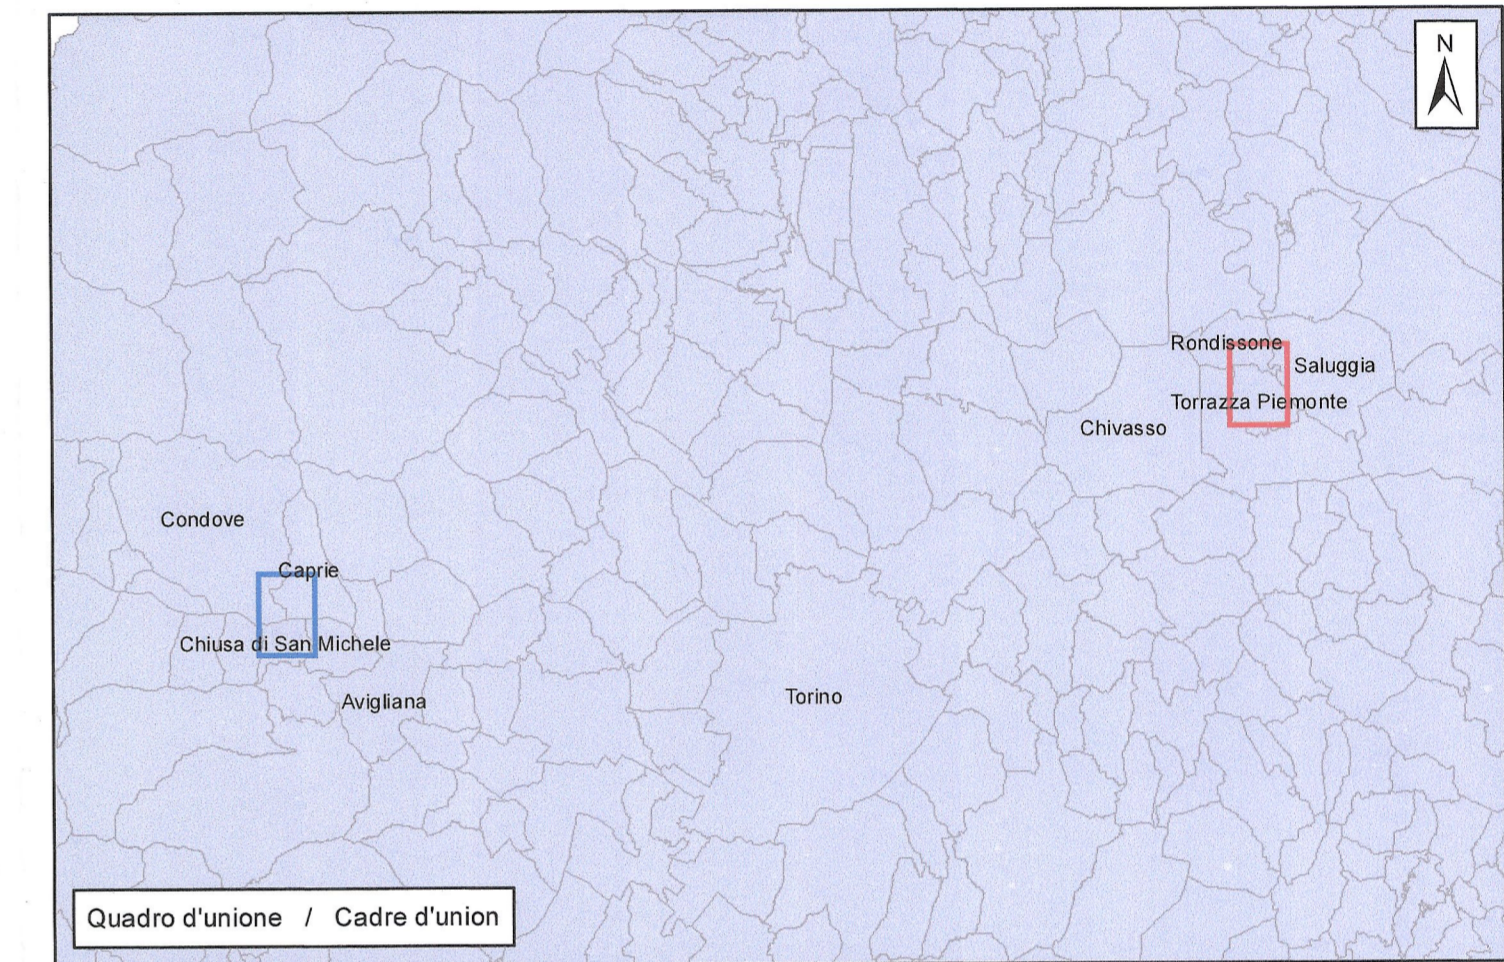 N
Rondissone
Saluggia
Torrazza Piemonte
Chivasso
Condove
Caprie
Chiusa di San Michele
Avigliana
Torino
Quadro d'unione / Cadre d'union